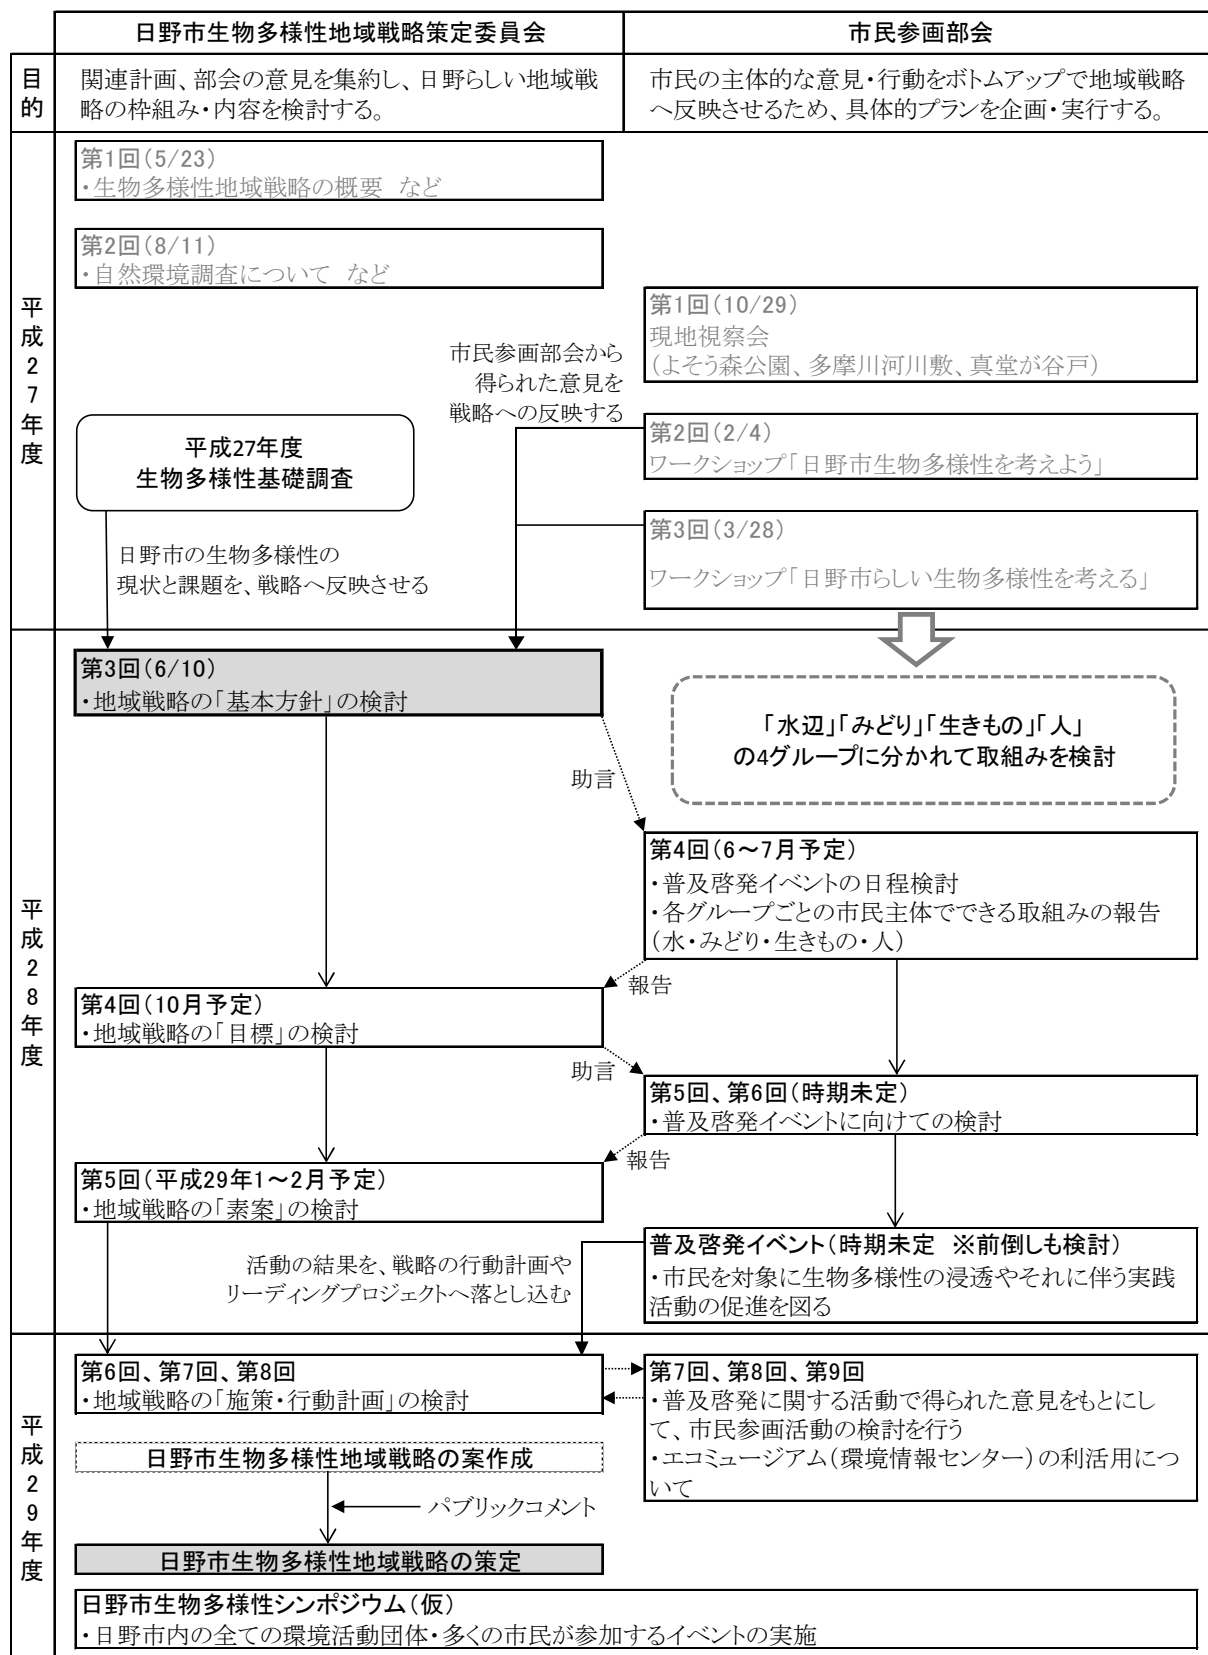 日野市生物多様性地域戦略策定委員会
市民参画部会
目的
関連計画、部会の意見を集約し、日野らしい地域戦
略の枠組み・内容を検討する。
市民の主体的な意見・行動をボトムアップで地域戦略
へ反映させるため、具体的プランを企画・実行する。
平成27年度
第1回(5/23)
・生物多様性地域戦略の概要 など
第2回(8/11)
・自然環境調査について など
第1回(10/29)
現地視察会
(よそう森公園、多摩川河川敷、真堂が谷戸)
市民参画部会から
得られた意見を
戦略への反映する
第2回(2/4)
ワークショップ「日野市生物多様性を考えよう」
平成27年度
生物多様性基礎調査
第3回(3/28)
ワークショップ「日野市らしい生物多様性を考える」
日野市の生物多様性の
現状と課題を、戦略へ反映させる
平成28年度
第3回(6/10)
・地域戦略の「基本方針」の検討
「水辺」「みどり」「生きもの」「人」
の4グループに分かれて取組みを検討
助言
第4回(6～7月予定)
・普及啓発イベントの日程検討
・各グループごとの市民主体でできる取組みの報告
(水・みどり・生きもの・人)
報告
第4回(10月予定)
・地域戦略の「目標」の検討
助言
第5回、第6回(時期未定)
・普及啓発イベントに向けての検討
報告
第5回(平成29年1～2月予定)
・地域戦略の「素案」の検討
普及啓発イベント(時期未定 ※前倒しも検討)
・市民を対象に生物多様性の浸透やそれに伴う実践
活動の促進を図る
活動の結果を、戦略の行動計画や
リーディングプロジェクトへ落とし込む
平成29年度
第6回、第7回、第8回
・地域戦略の「施策・行動計画」の検討
第7回、第8回、第9回
・普及啓発に関する活動で得られた意見をもとにし
て、市民参画活動の検討を行う
・エコミュージアム(環境情報センター)の利活用につ
いて
日野市生物多様性地域戦略の案作成
パブリックコメント
日野市生物多様性地域戦略の策定
日野市生物多様性シンポジウム(仮)
・日野市内の全ての環境活動団体・多くの市民が参加するイベントの実施